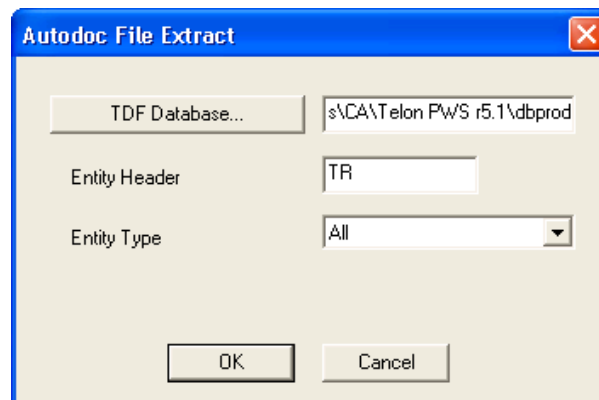 Autodoc File Extract
TDF Database... s\CA\Telon PWS r5.1\dbprod
Entity Header TR
Entity Type All
OK Cancel